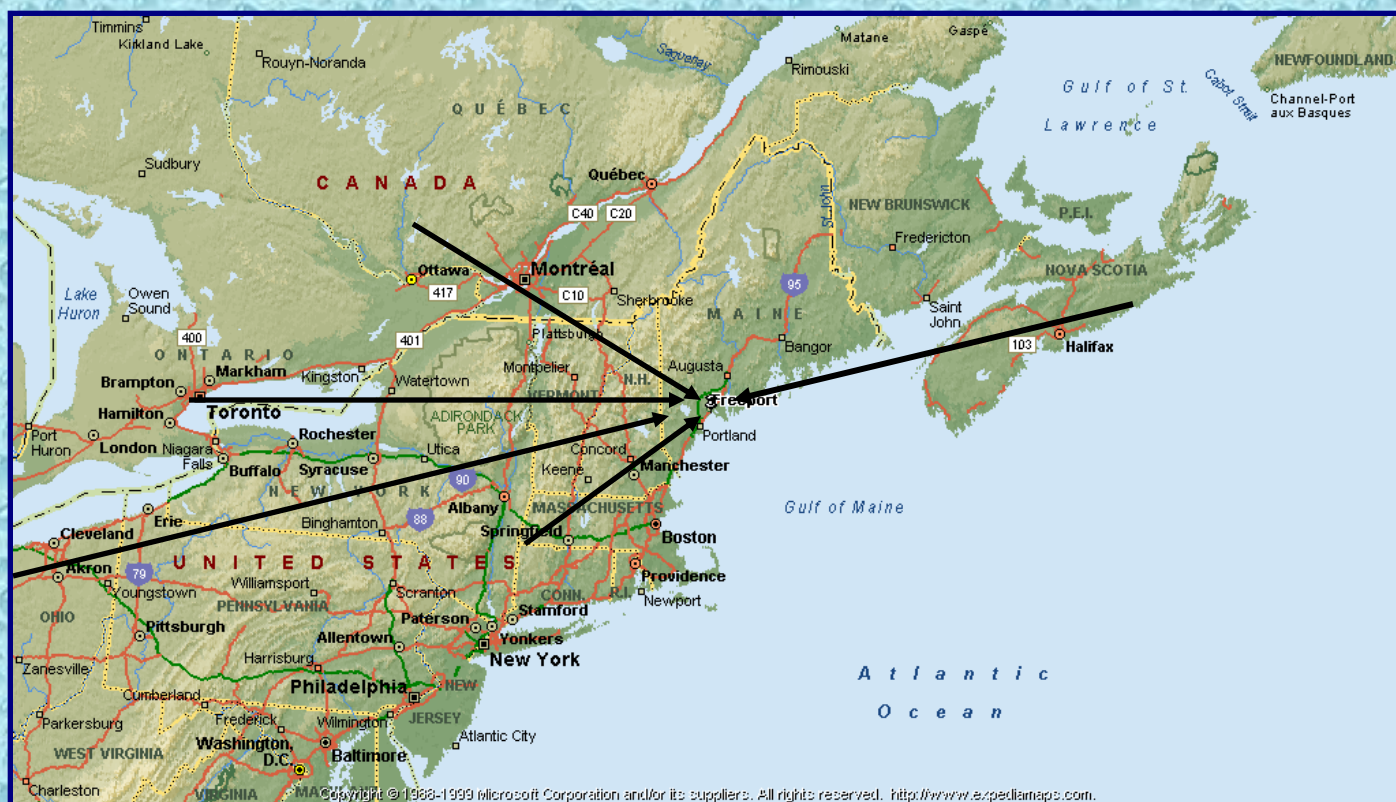 Timmins
Kirkland Lake
Rouyn-Noranda
Saguenay
Matane
Gaspé
Rimouski
NEWFOUNDLAND
Gulf of St.
Lawrence
Cabot Strait
Channel-Port
aux Basques
QUÉBEC
Sudbury
CANADA
Québec
C40
C20
St John
NEW BRUNSWICK
P.E.I.
Fredericton
Ottawa
Montréal
417
C10
Sherbrooke
95
NOVA SCOTIA
Lake
Huron
Owen
Sound
MAINE
Saint
John
400
401
Plattsburgh
Bangor
103
Halifax
ONTARIO
Markham
Kingston
Watertown
Montpelier
N.H.
Augusta
Brampton
VERMONT
Toronto
Freeport
Hamilton
ADIRONDACK
PARK
Port
Huron
London
Niagara
Falls
Rochester
Utica
Concord
Portland
Buffalo
Syracuse
90
Keene
Manchester
NEW YORK
Albany
MASSACHUSETTS
Gulf of Maine
Erie
Binghamton
88
Cleveland
Springfield
Boston
UNITED STATES
Akron
79
Youngstown
Williamsport
Scranton
CONN.
R.I.
Providence
Newport
OHIO
PENNSYLVANIA
Paterson
Stamford
Pittsburgh
Allentown
Yonkers
Zanesville
Harrisburg
New York
Atlantic
Ocean
Philadelphia
NEW
JERSEY
Cumberland
Parkersburg
Frederick
Wilmington
Atlantic City
WEST VIRGINIA
Washington,
D.C.
Baltimore
Charleston
VIRGINIA
Copyright © 1988-1999 Microsoft Corporation and/or its suppliers. All rights reserved. http://www.expediamaps.com.